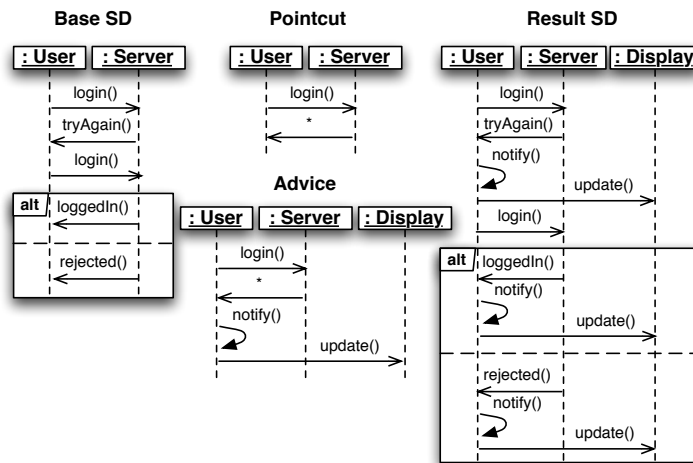 Base SD
: User : Server
login()
tryAgain()
login()
alt
loggedIn()
rejected()
Pointcut
: User : Server
login()
*
Advice
: User : Server : Display
login()
*
notify()
update()
Result SD
: User : Server : Display
login()
tryAgain()
notify()
update()
login()
alt
loggedIn()
notify()
update()
rejected()
notify()
update()